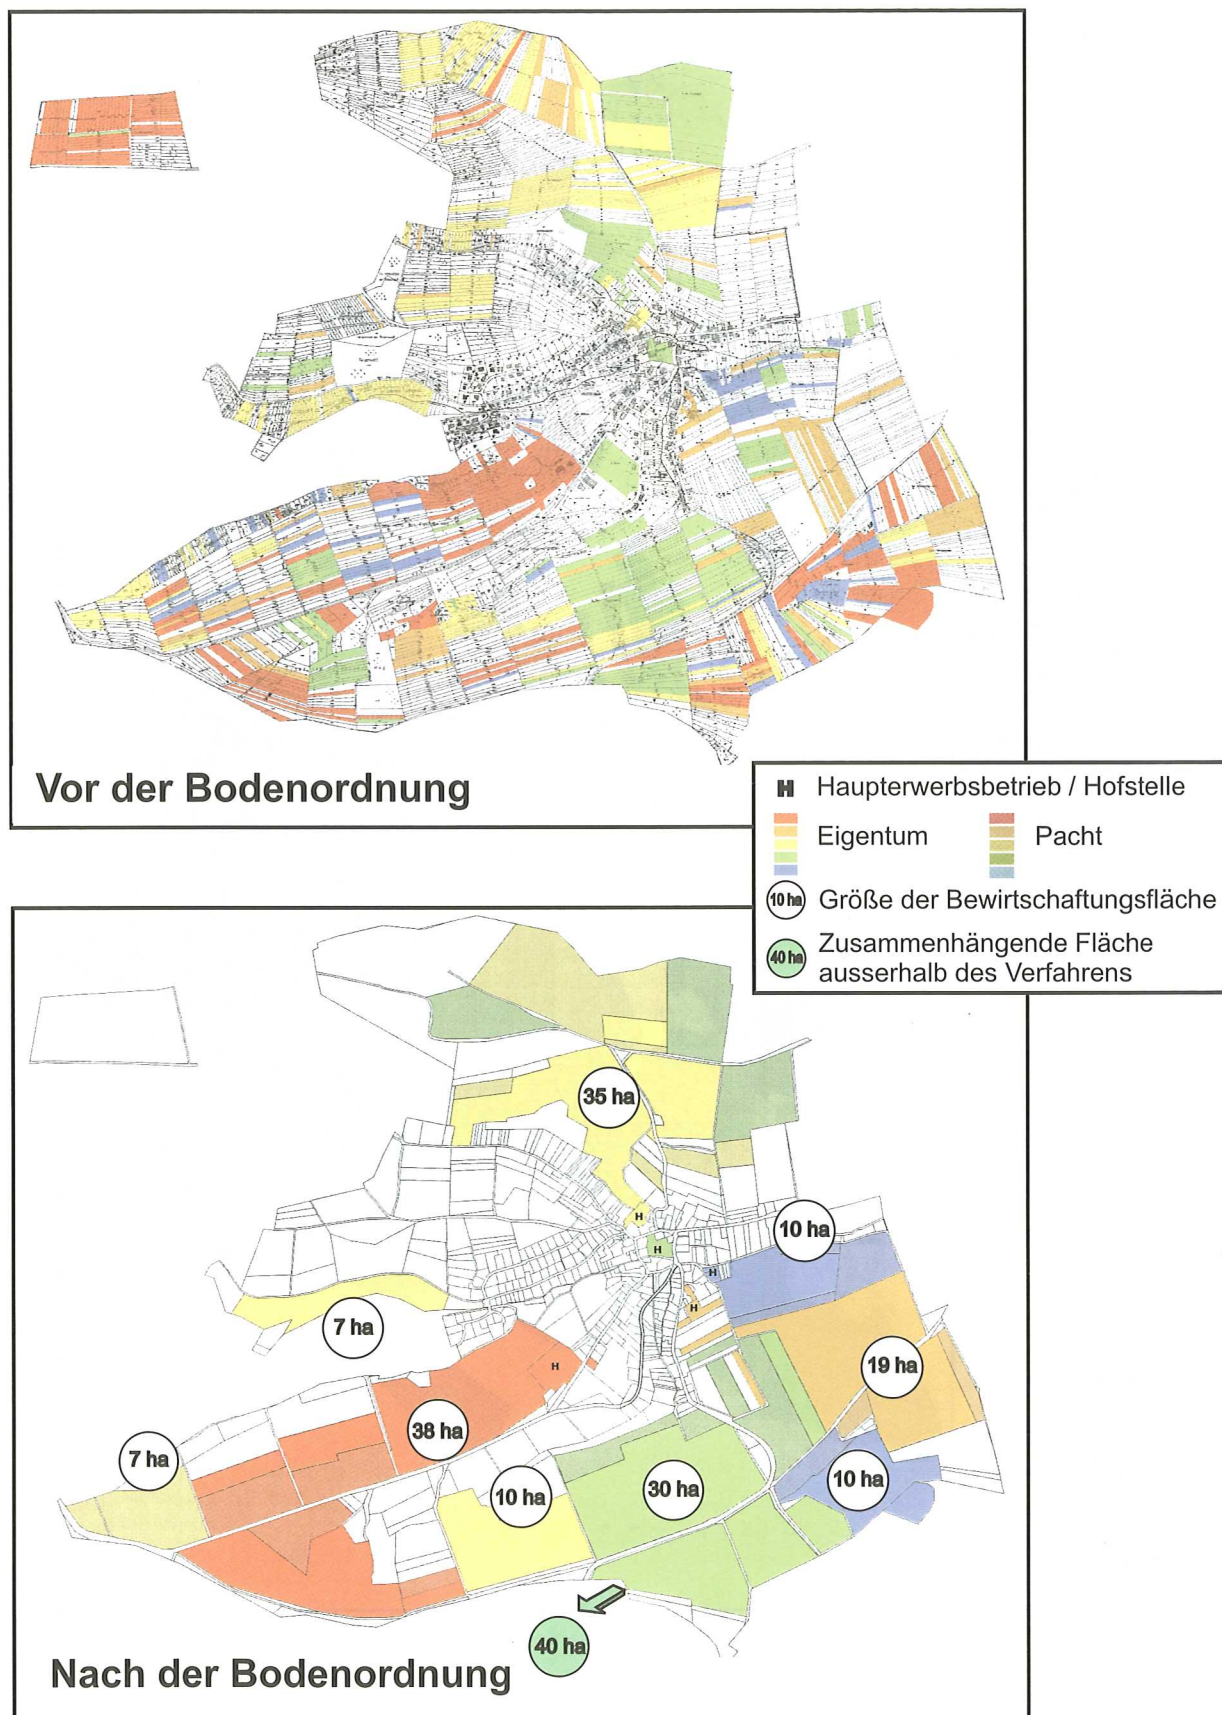 Vor der Bodenordnung
H Haupterwerbsbetrieb / Hofstelle
Eigentum Pacht
10 ha Größe der Bewirtschaftungsfläche
40 ha Zusammenhängende Fläche
ausserhalb des Verfahrens
35 ha
H
10 ha
H
H
H
7 ha
19 ha
H
38 ha
7 ha
10 ha
30 ha
10 ha
40 ha
Nach der Bodenordnung